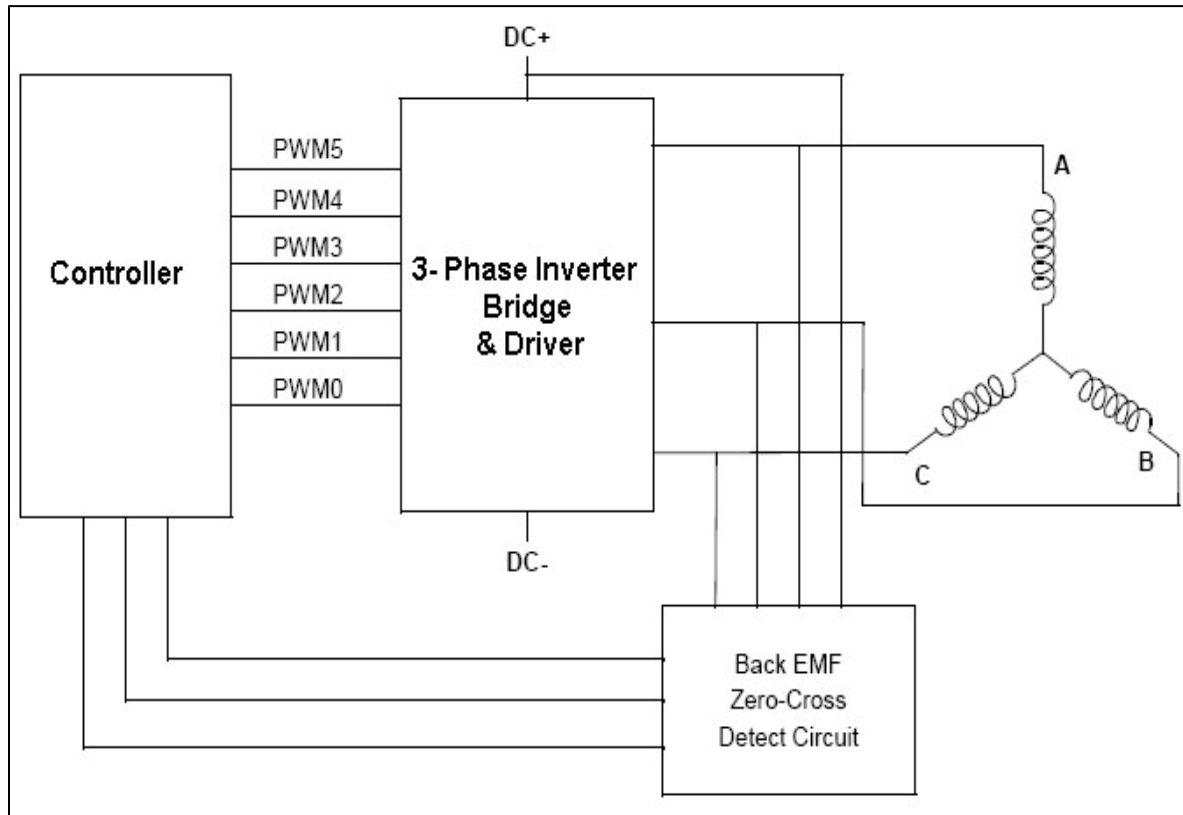 DC+
PWM5
PWM4
PWM3
PWM2
PWM1
PWM0
Controller
3- Phase Inverter
Bridge
& Driver
A
B
C
DC-
Back EMF
Zero-Cross
Detect Circuit